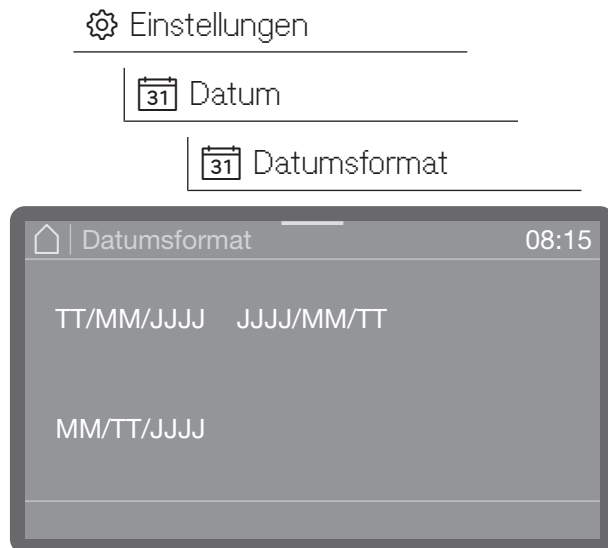 Einstellungen
31 Datum
31 Datumsformat
Datumsformat 08:15
TT/MM/JJJJ JJJJ/MM/TT
MM/TT/JJJJ